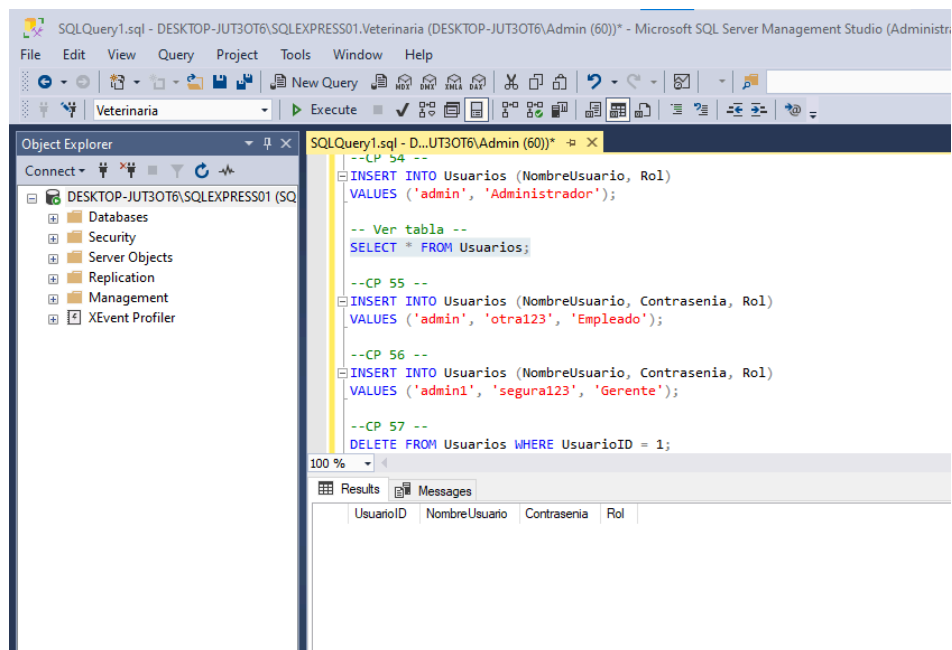 SQLQuery1.sql - DESKTOP-JUT3OT6\SQLEXPRESS01.Veterinaria (DESKTOP-JUT3OT6\Admin (60))* - Microsoft SQL Server Management Studio (Administra
File Edit View Query Project Tools Window Help
New Query MDX DMX XMLA DAX
Veterinaria Execute
Object Explorer
SQLQuery1.sql - D...UT3OT6\Admin (60))*
Connect
DESKTOP-JUT3OT6\SQLEXPRESS01 (SQ
Databases
Security
Server Objects
Replication
Management
XEvent Profiler
--CP 54 --
INSERT INTO Usuarios (NombreUsuario, Rol)
VALUES ('admin', 'Administrador');
-- Ver tabla --
SELECT * FROM Usuarios;
--CP 55 --
INSERT INTO Usuarios (NombreUsuario, Contrasenia, Rol)
VALUES ('admin', 'otra123', 'Empleado');
--CP 56 --
INSERT INTO Usuarios (NombreUsuario, Contrasenia, Rol)
VALUES ('admin1', 'segura123', 'Gerente');
--CP 57 --
DELETE FROM Usuarios WHERE UsuarioID = 1;
100 %
Results Messages
UsuarioID NombreUsuario Contrasenia Rol